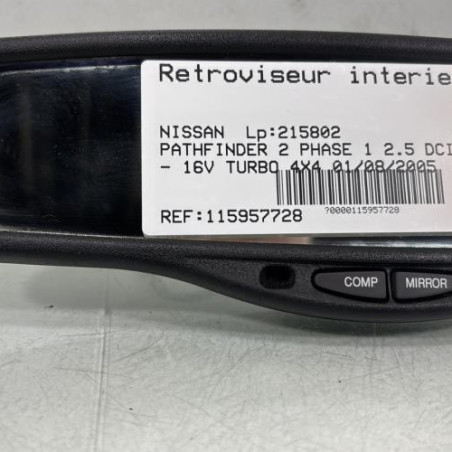 Retroviseur interie
NISSAN Lp:215802
PATHFINDER 2 PHASE 1 2.5 DCI
- 16V TURBO 4X4 01/08/2005
?0000115957728
REF:115957728
COMP MIRROR